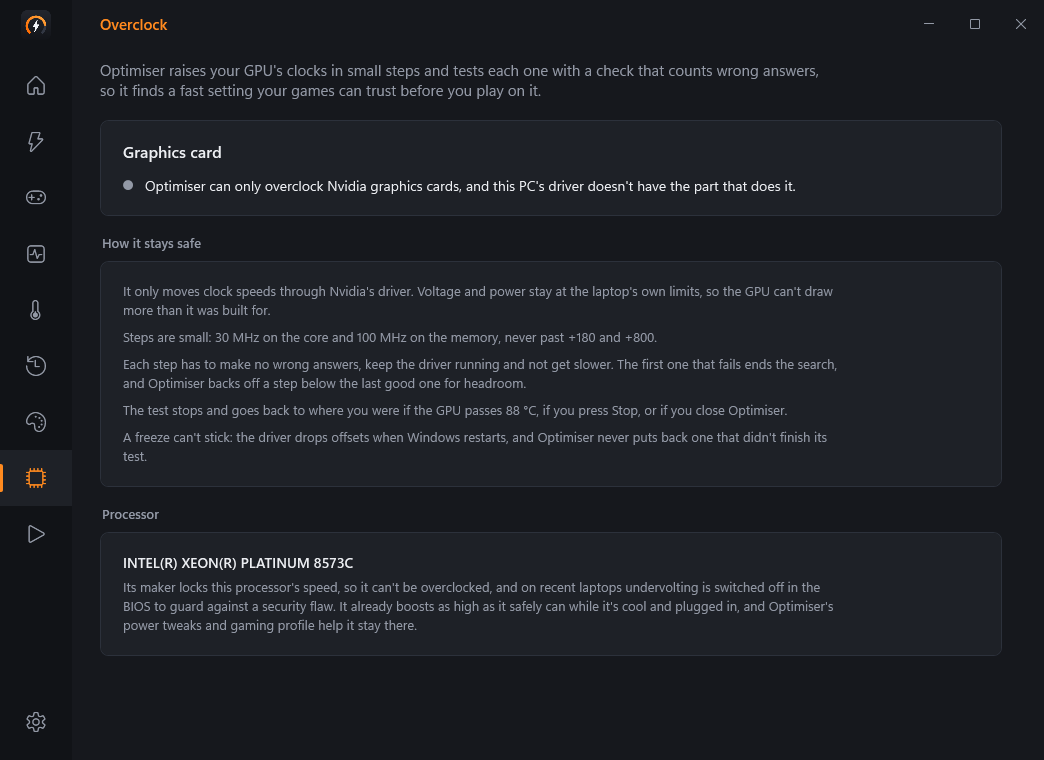 Overclock
Optimiser raises your GPU's clocks in small steps and tests each one with a check that counts wrong answers,
so it finds a fast setting your games can trust before you play on it.
Graphics card
Optimiser can only overclock Nvidia graphics cards, and this PC's driver doesn't have the part that does it.
How it stays safe
It only moves clock speeds through Nvidia's driver. Voltage and power stay at the laptop's own limits, so the GPU can't draw
more than it was built for.
Steps are small: 30 MHz on the core and 100 MHz on the memory, never past +180 and +800.
Each step has to make no wrong answers, keep the driver running and not get slower. The first one that fails ends the search,
and Optimiser backs off a step below the last good one for headroom.
The test stops and goes back to where you were if the GPU passes 88 °C, if you press Stop, or if you close Optimiser.
A freeze can't stick: the driver drops offsets when Windows restarts, and Optimiser never puts back one that didn't finish its
test.
Processor
INTEL(R) XEON(R) PLATINUM 8573C
Its maker locks this processor's speed, so it can't be overclocked, and on recent laptops undervolting is switched off in the
BIOS to guard against a security flaw. It already boosts as high as it safely can while it's cool and plugged in, and Optimiser's
power tweaks and gaming profile help it stay there.